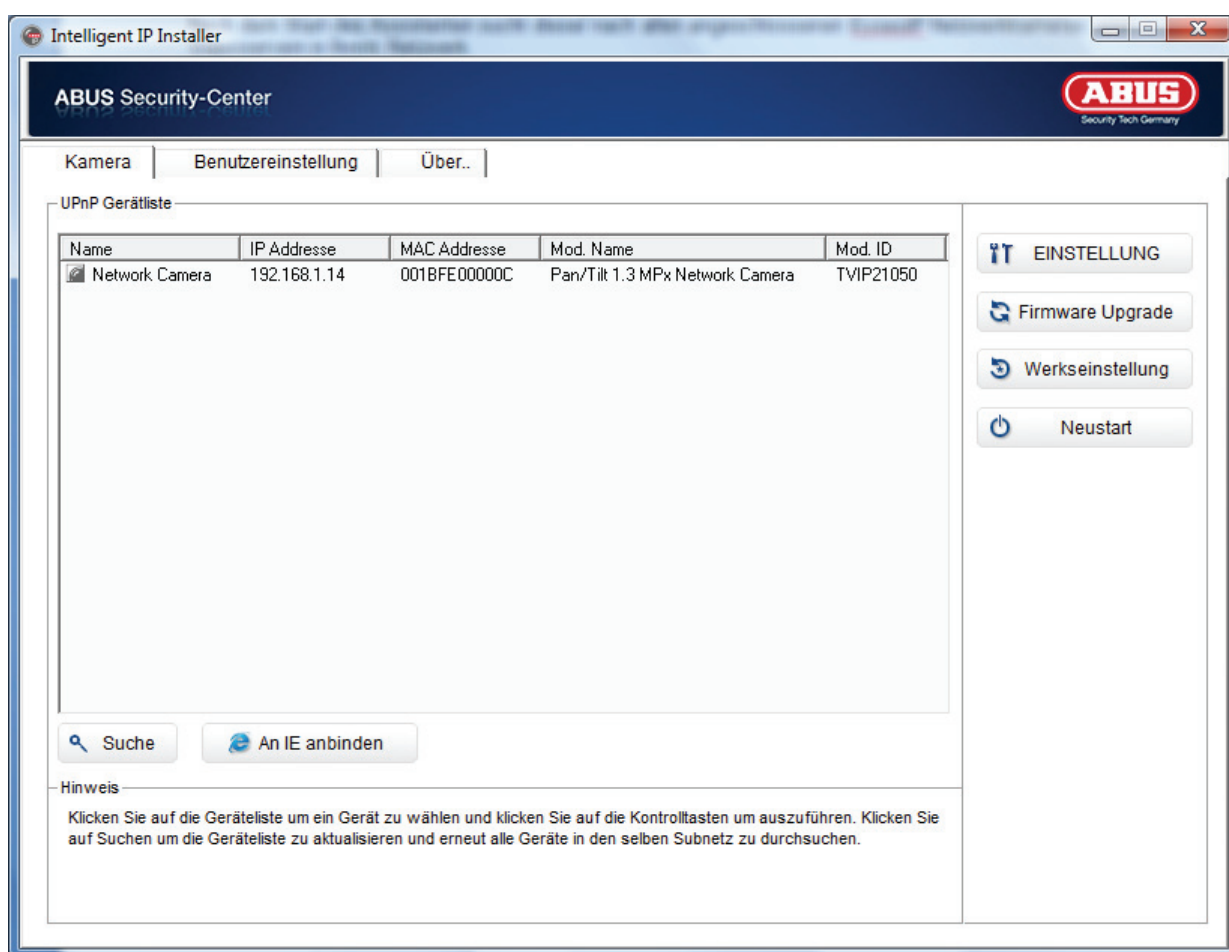 Intelligent IP Installer
ABUS Security-Center
ABUS
Security Tech Germany
Kamera Benutzereinstellung Über..
UPnP Gerätliste
Name IP Addresse MAC Addresse Mod. Name Mod. ID
Network Camera 192.168.1.14 001BFE00000C Pan/Tilt 1.3 MPx Network Camera TVIP21050
EINSTELLUNG
Firmware Upgrade
Werkseinstellung
Neustart
Suche An IE anbinden
Hinweis
Klicken Sie auf die Geräteliste um ein Gerät zu wählen und klicken Sie auf die Kontrolltasten um auszuführen. Klicken Sie
auf Suchen um die Geräteliste zu aktualisieren und erneut alle Geräte in den selben Subnetz zu durchsuchen.